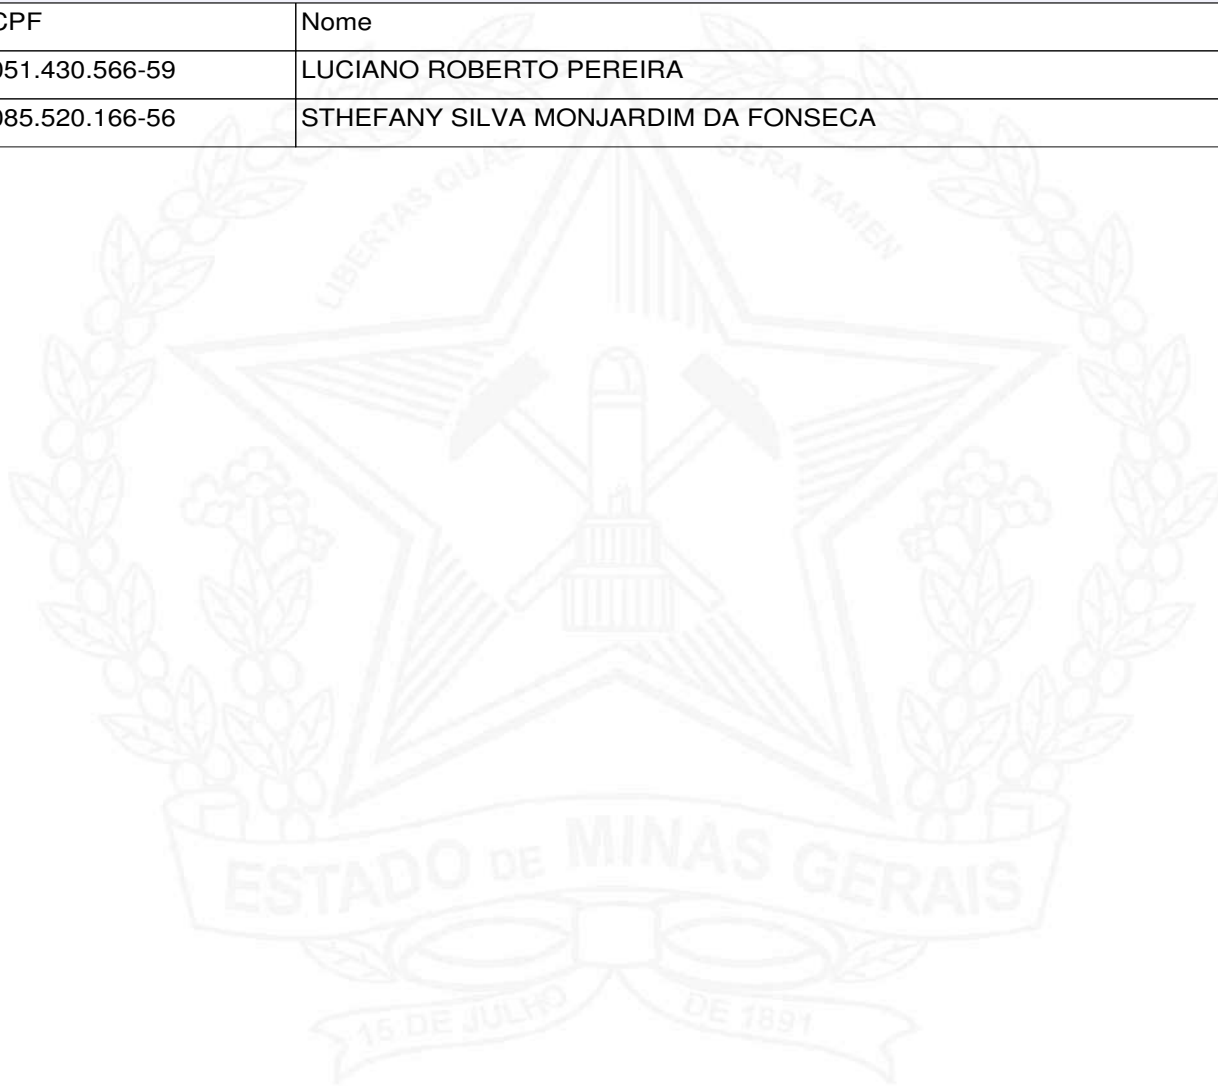 CPF Nome
051.430.566-59 LUCIANO ROBERTO PEREIRA
085.520.166-56 STHEFANY SILVA MONJARDIM DA FONSECA
LIBERTAS QUAE SERA TAMEN
ESTADO DE MINAS GERAIS
15 DE JULHO DE 1891